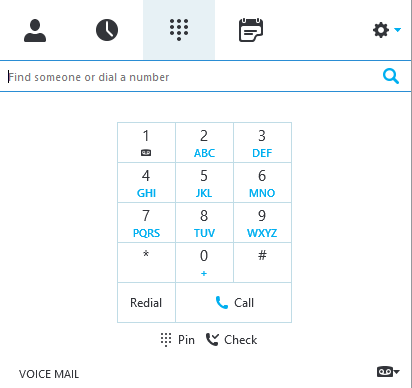 Find someone or dial a number
1 2 3
ABC DEF
4 5 6
GHI JKL MNO
7 8 9
PQRS TUV WXYZ
* 0 #
+
Redial Call
Pin Check
VOICE MAIL